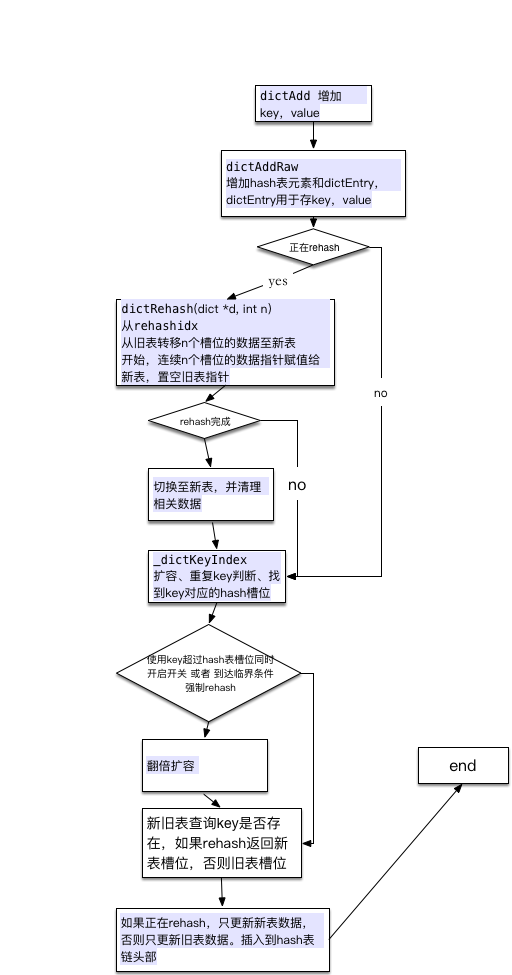 dictAdd 增加
key，value
dictAddRaw
增加hash表元素和dictEntry，
dictEntry用于存key，value
正在rehash
yes
dictRehash(dict *d, int n)
从rehashidx
从旧表转移n个槽位的数据至新表
开始，连续n个槽位的数据指针赋值给
新表，置空旧表指针
no
rehash完成
no
切换至新表，并清理
相关数据
_dictKeyIndex
扩容、重复key判断、找
到key对应的hash槽位
使用key超过hash表槽位同时
开启开关 或者 到达临界条件
强制rehash
翻倍扩容
end
新旧表查询key是否存
在，如果rehash返回新
表槽位，否则旧表槽位
如果正在rehash，只更新新表数据，
否则只更新旧表数据。插入到hash表
链头部